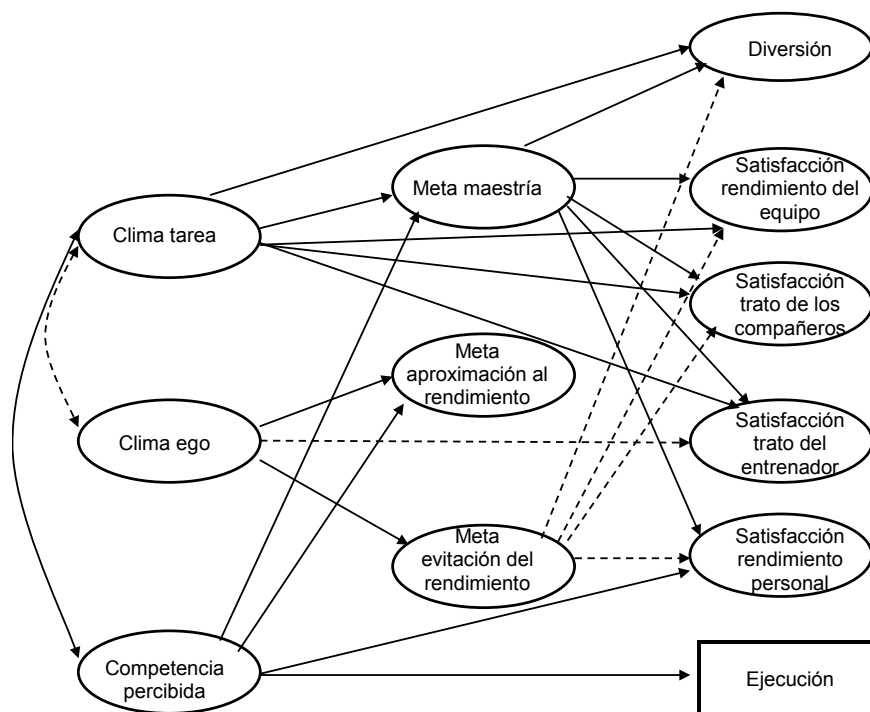 Diversión
Meta maestría
Satisfacción
rendimiento del
equipo
Clima tarea
Satisfacción
trato de los
compañeros
Meta
aproximación al
rendimiento
Clima ego
Satisfacción
trato del
entrenador
Meta
evitación del
rendimiento
Satisfacción
rendimiento
personal
Competencia
percibida
Ejecución